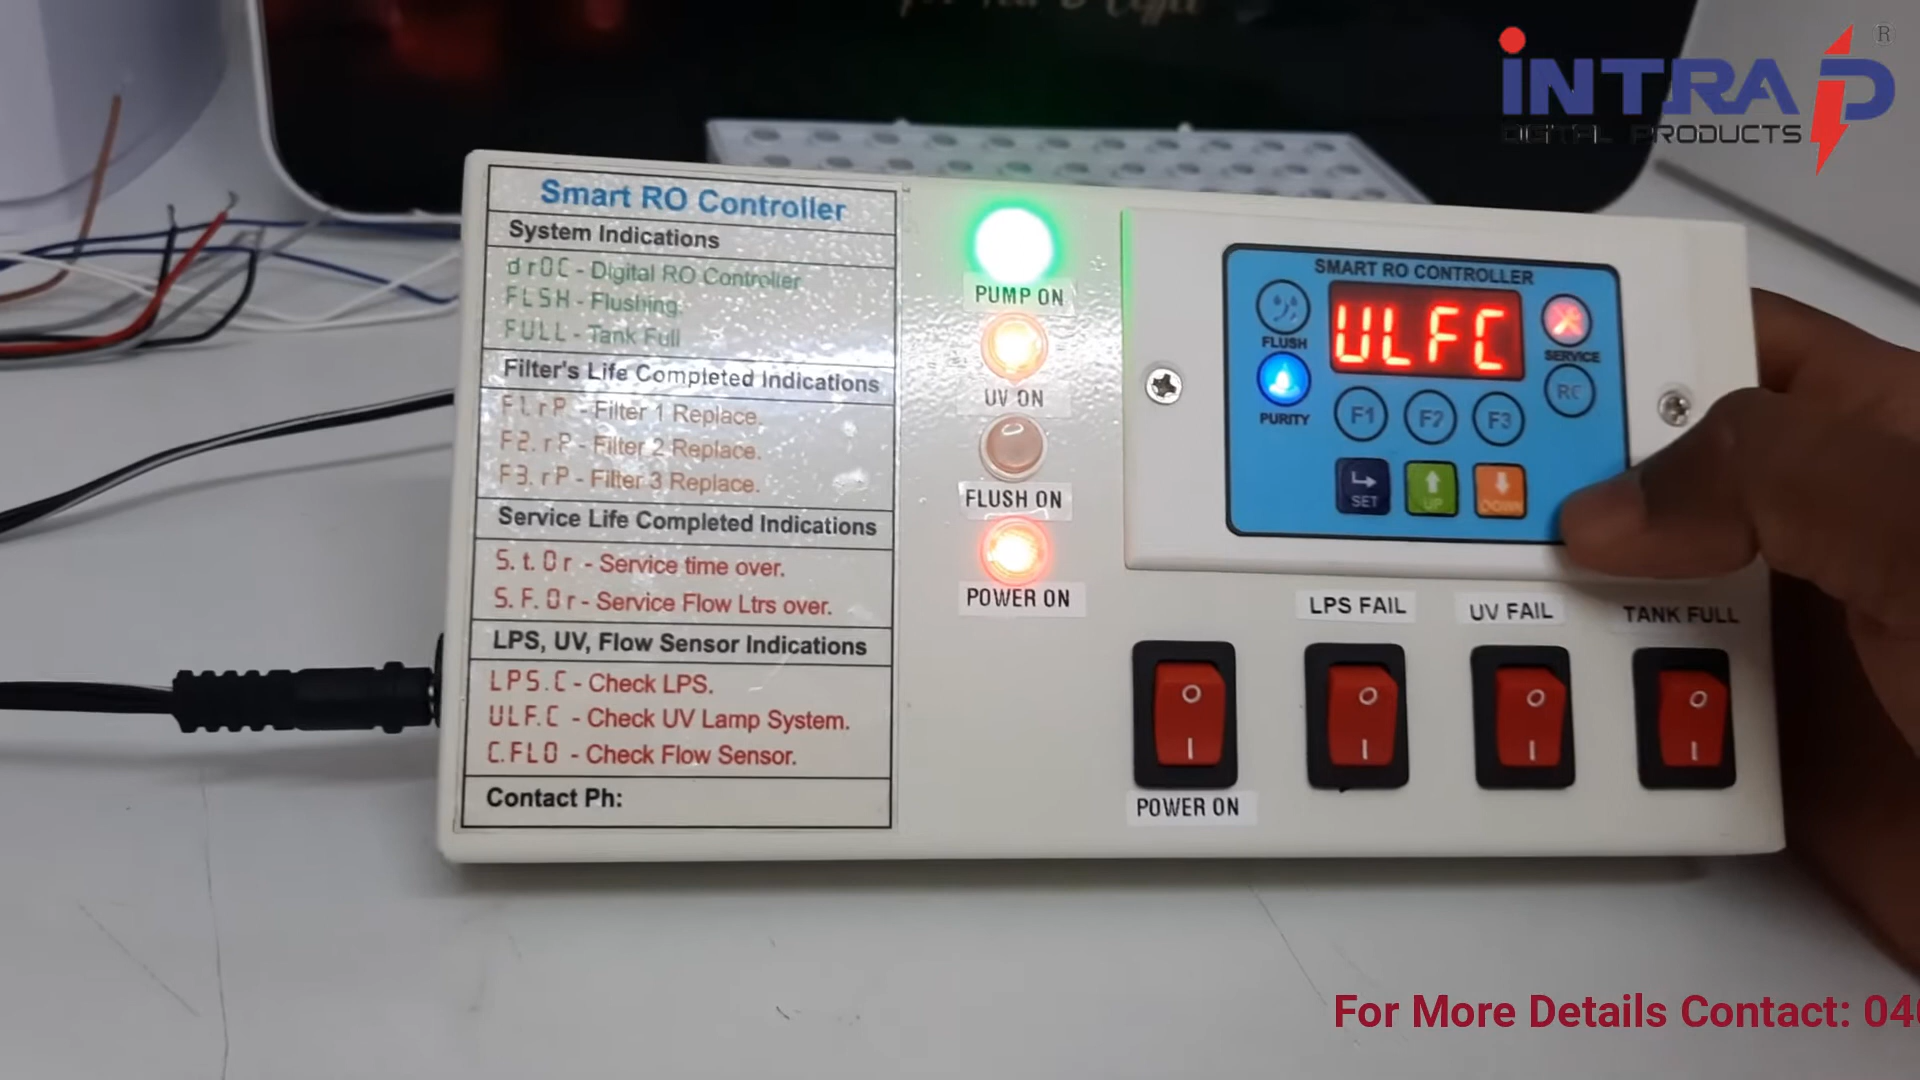 for Tea & Coffee
iNTRA D ®
DIGITAL PRODUCTS
Smart RO Controller
System Indications
drOC - Digital RO Controller
FLSH - Flushing.
FULL - Tank Full
Filter's Life Completed Indications
F1.rP - Filter 1 Replace.
F2.rP - Filter 2 Replace.
F3.rP - Filter 3 Replace.
Service Life Completed Indications
S.t.Or - Service time over.
S.F.Or - Service Flow Ltrs over.
LPS, UV, Flow Sensor Indications
LPS.C - Check LPS.
ULF.C - Check UV Lamp System.
C.FLO - Check Flow Sensor.
Contact Ph:
PUMP ON
UV ON
FLUSH ON
POWER ON
SMART RO CONTROLLER
ULFC
FLUSH
SERVICE
PURITY
F1
F2
F3
RC
SET
UP
DOWN
LPS FAIL
UV FAIL
TANK FULL
POWER ON
For More Details Contact: 040